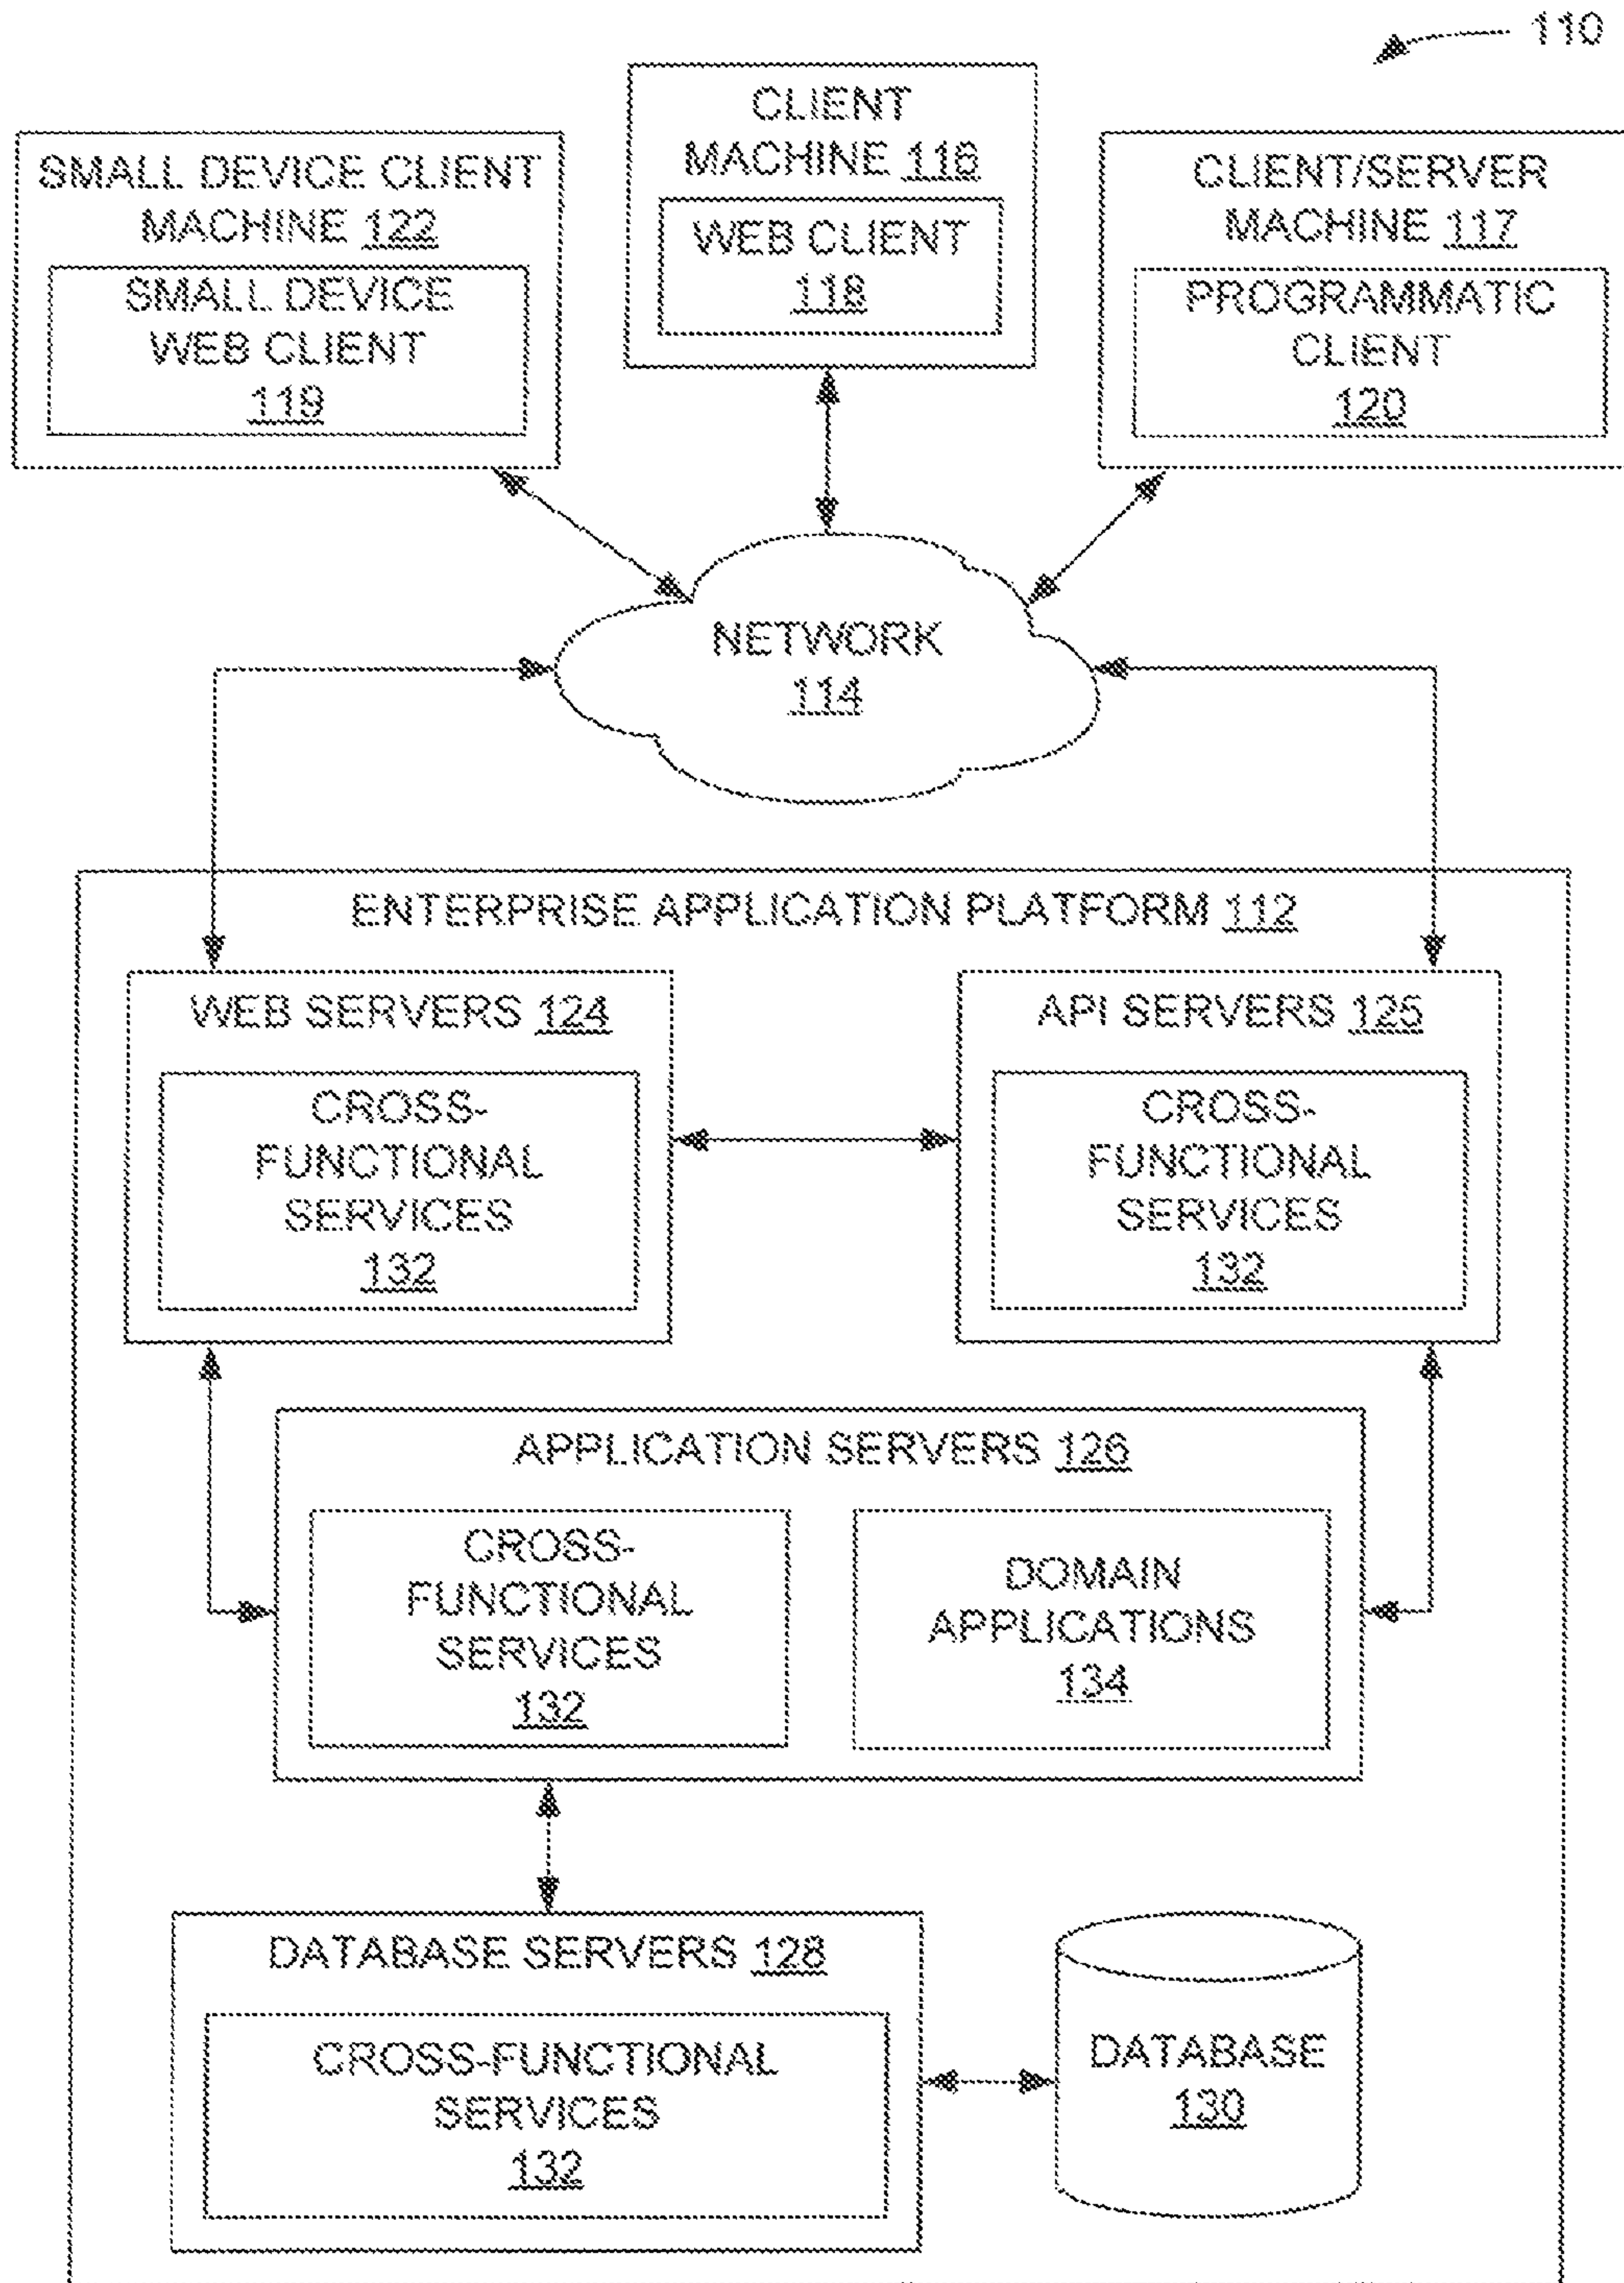 110
CLIENT
MACHINE 116
WEB CLIENT
118
SMALL DEVICE CLIENT
MACHINE 122
SMALL DEVICE
WEB CLIENT
119
CLIENT/SERVER
MACHINE 117
PROGRAMMATIC
CLIENT
120
NETWORK
114
ENTERPRISE APPLICATION PLATFORM 112
WEB SERVERS 124
CROSS-
FUNCTIONAL
SERVICES
132
API SERVERS 125
CROSS-
FUNCTIONAL
SERVICES
132
APPLICATION SERVERS 126
CROSS-
FUNCTIONAL
SERVICES
132
DOMAIN
APPLICATIONS
134
DATABASE SERVERS 128
CROSS-FUNCTIONAL
SERVICES
132
DATABASE
130